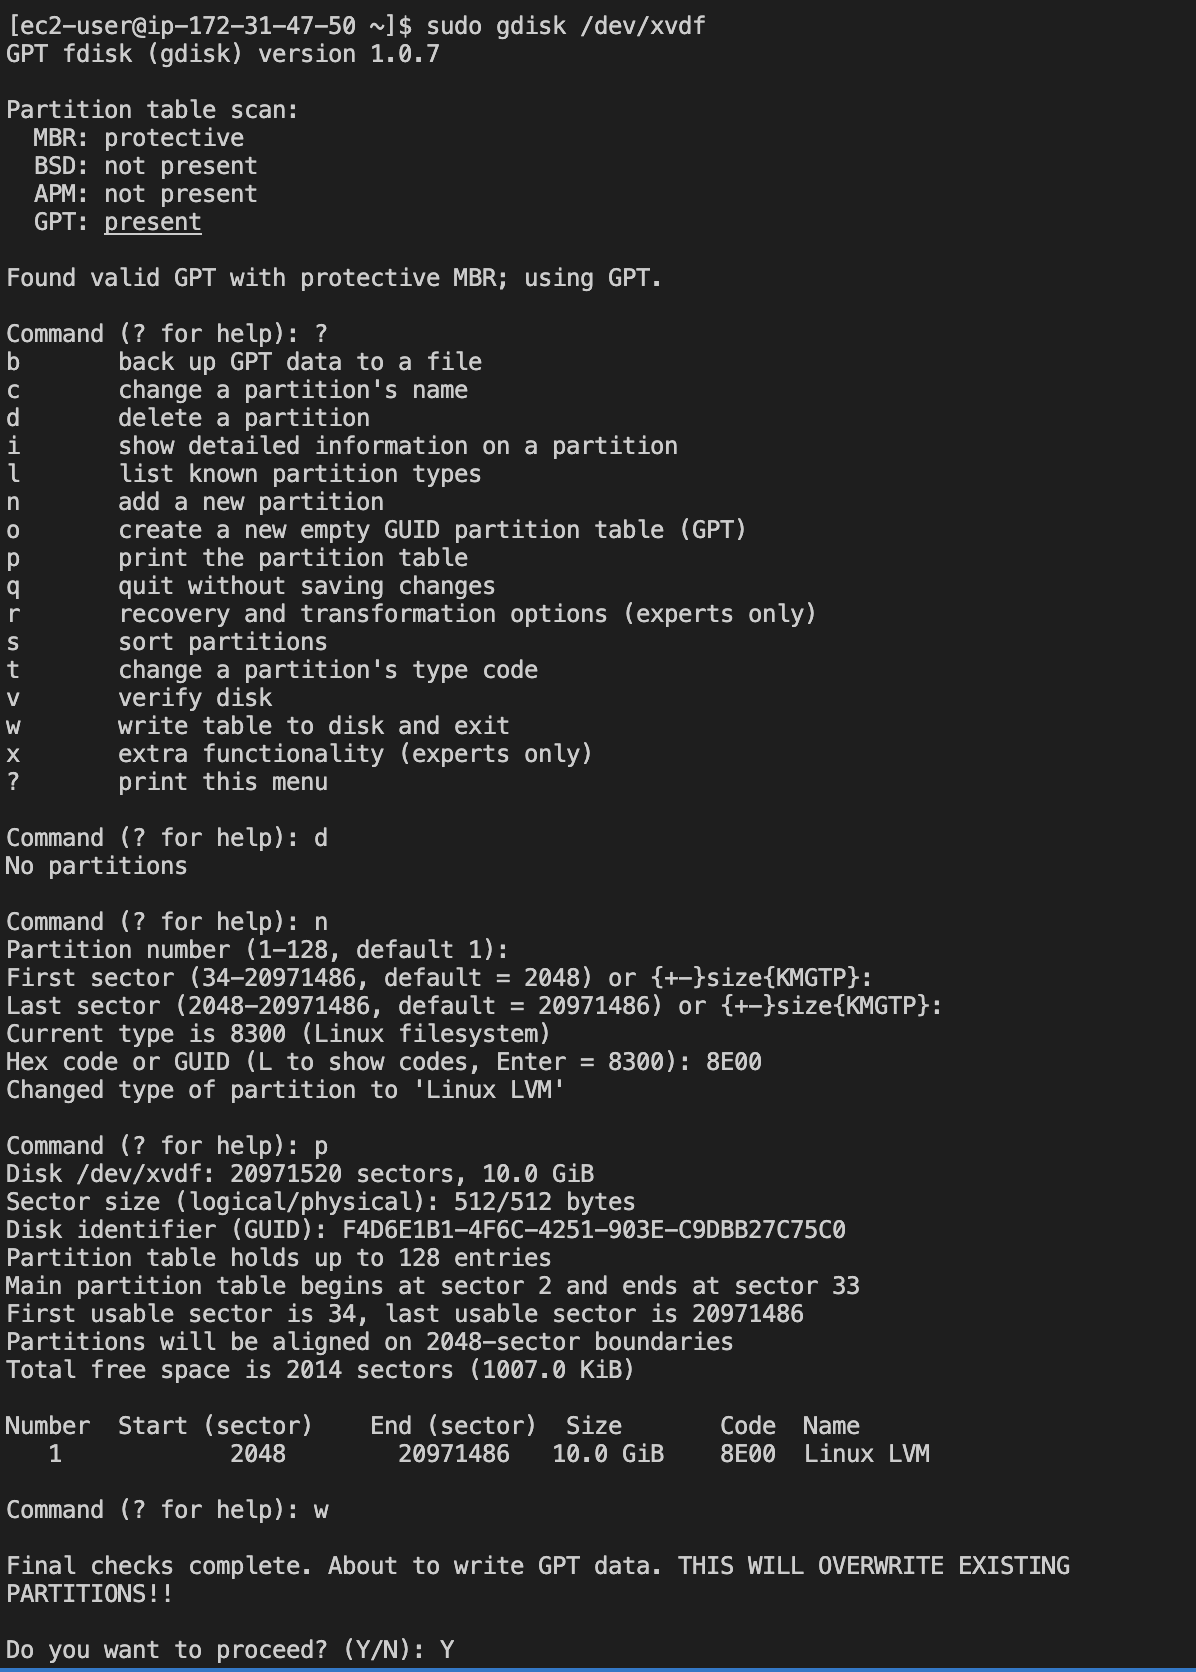 [ec2-user@ip-172-31-47-50 ~]$ sudo gdisk /dev/xvdf
GPT fdisk (gdisk) version 1.0.7

Partition table scan:
  MBR: protective
  BSD: not present
  APM: not present
  GPT: present

Found valid GPT with protective MBR; using GPT.

Command (? for help): ?
b       back up GPT data to a file
c       change a partition's name
d       delete a partition
i       show detailed information on a partition
l       list known partition types
n       add a new partition
o       create a new empty GUID partition table (GPT)
p       print the partition table
q       quit without saving changes
r       recovery and transformation options (experts only)
s       sort partitions
t       change a partition's type code
v       verify disk
w       write table to disk and exit
x       extra functionality (experts only)
?       print this menu

Command (? for help): d
No partitions

Command (? for help): n
Partition number (1-128, default 1):
First sector (34-20971486, default = 2048) or {+-}size{KMGTP}:
Last sector (2048-20971486, default = 20971486) or {+-}size{KMGTP}:
Current type is 8300 (Linux filesystem)
Hex code or GUID (L to show codes, Enter = 8300): 8E00
Changed type of partition to 'Linux LVM'

Command (? for help): p
Disk /dev/xvdf: 20971520 sectors, 10.0 GiB
Sector size (logical/physical): 512/512 bytes
Disk identifier (GUID): F4D6E1B1-4F6C-4251-903E-C9DBB27C75C0
Partition table holds up to 128 entries
Main partition table begins at sector 2 and ends at sector 33
First usable sector is 34, last usable sector is 20971486
Partitions will be aligned on 2048-sector boundaries
Total free space is 2014 sectors (1007.0 KiB)

Number  Start (sector)    End (sector)  Size       Code  Name
   1            2048        20971486   10.0 GiB    8E00  Linux LVM

Command (? for help): w

Final checks complete. About to write GPT data. THIS WILL OVERWRITE EXISTING
PARTITIONS!!

Do you want to proceed? (Y/N): Y